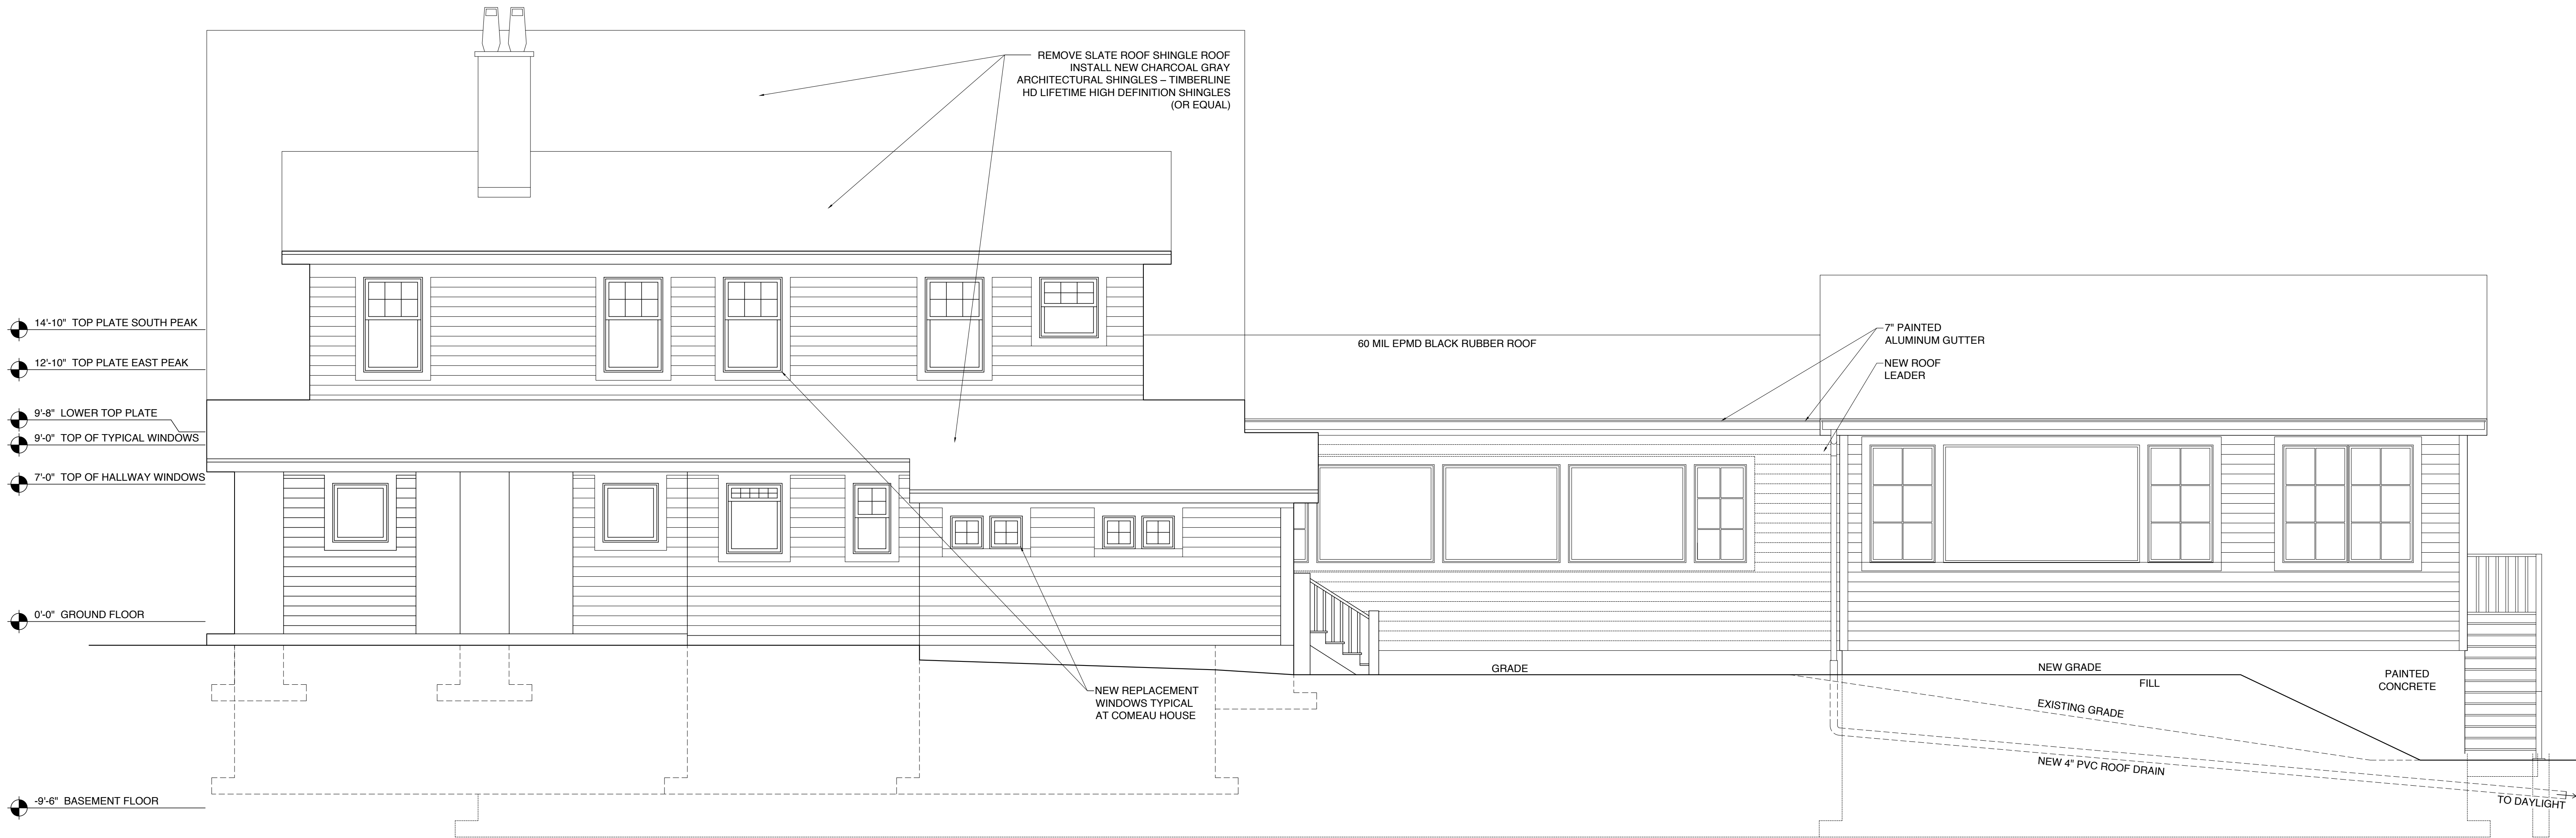 REMOVE SLATE ROOF SHINGLE ROOF
INSTALL NEW CHARCOAL GRAY
ARCHITECTURAL SHINGLES – TIMBERLINE
HD LIFETIME HIGH DEFINITION SHINGLES
(OR EQUAL)
14'-10" TOP PLATE SOUTH PEAK
12'-10" TOP PLATE EAST PEAK
9'-8" LOWER TOP PLATE
9'-0" TOP OF TYPICAL WINDOWS
7'-0" TOP OF HALLWAY WINDOWS
0'-0" GROUND FLOOR
-9'-6" BASEMENT FLOOR
60 MIL EPMD BLACK RUBBER ROOF
7" PAINTED
ALUMINUM GUTTER
NEW ROOF
LEADER
NEW REPLACEMENT
WINDOWS TYPICAL
AT COMEAU HOUSE
GRADE
NEW GRADE
FILL
PAINTED
CONCRETE
EXISTING GRADE
NEW 4" PVC ROOF DRAIN
TO DAYLIGHT